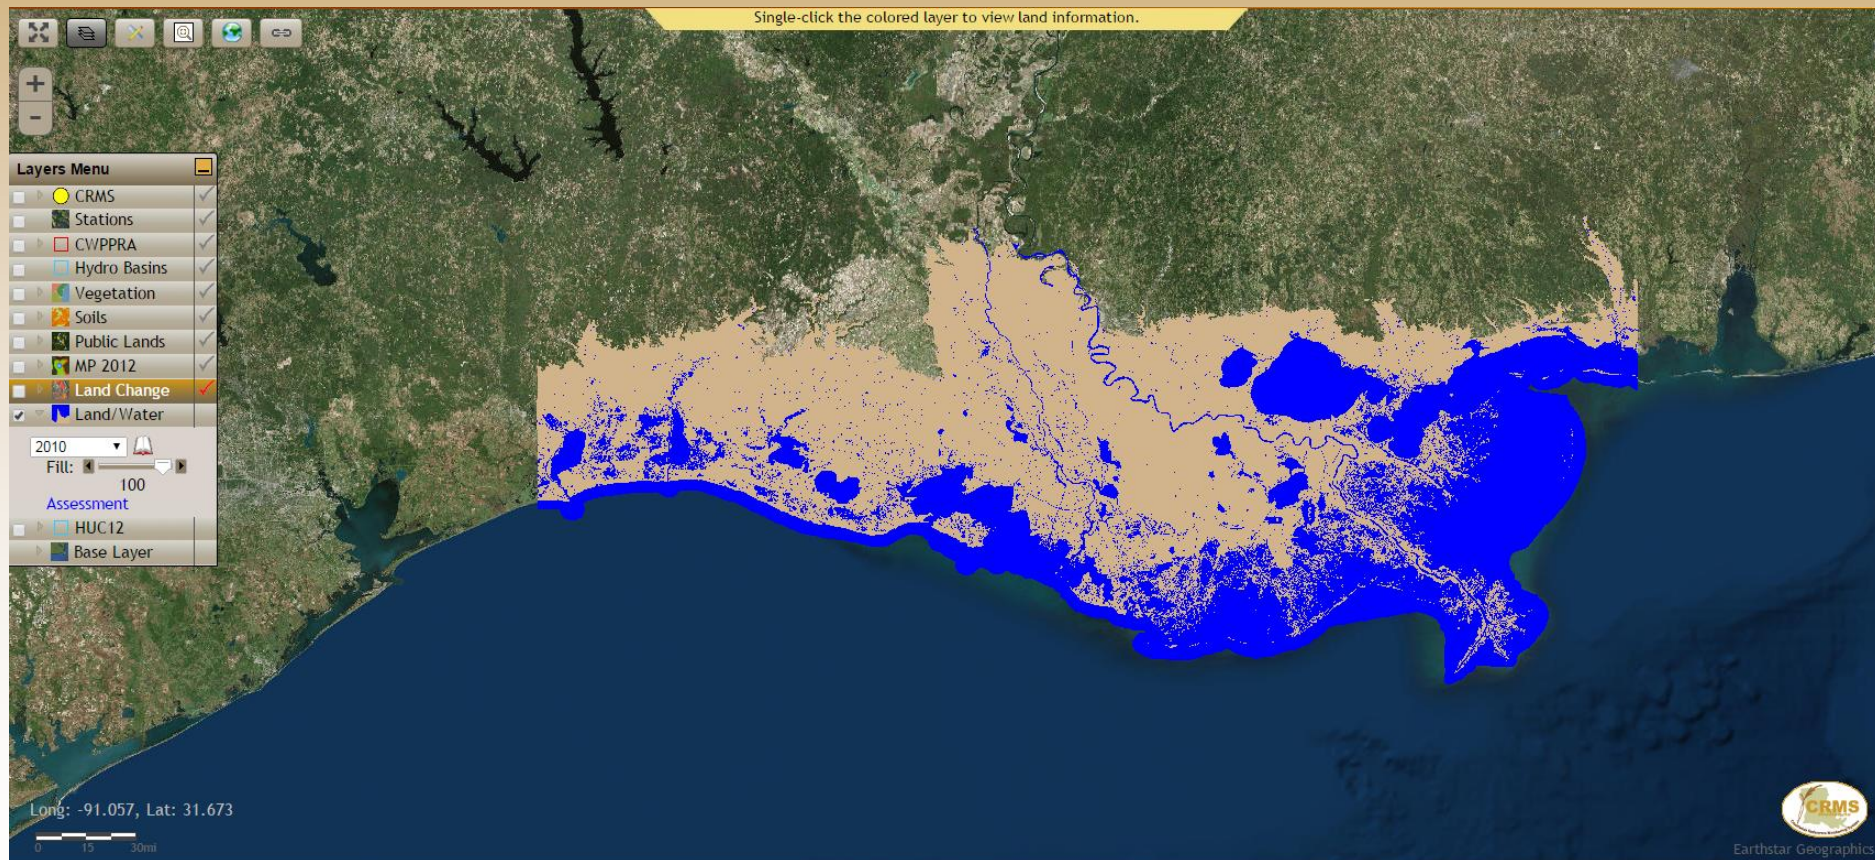 Single-click the colored layer to view land information.
+
-
Layers Menu
CRMS
Stations
CWPPRA
Hydro Basins
Vegetation
Soils
Public Lands
MP 2012
Land Change
Land/Water
2010
Fill:
100
Assessment
HUC12
Base Layer
Long: -91.057, Lat: 31.673
0 15 30mi
CRMS
Earthstar Geographics